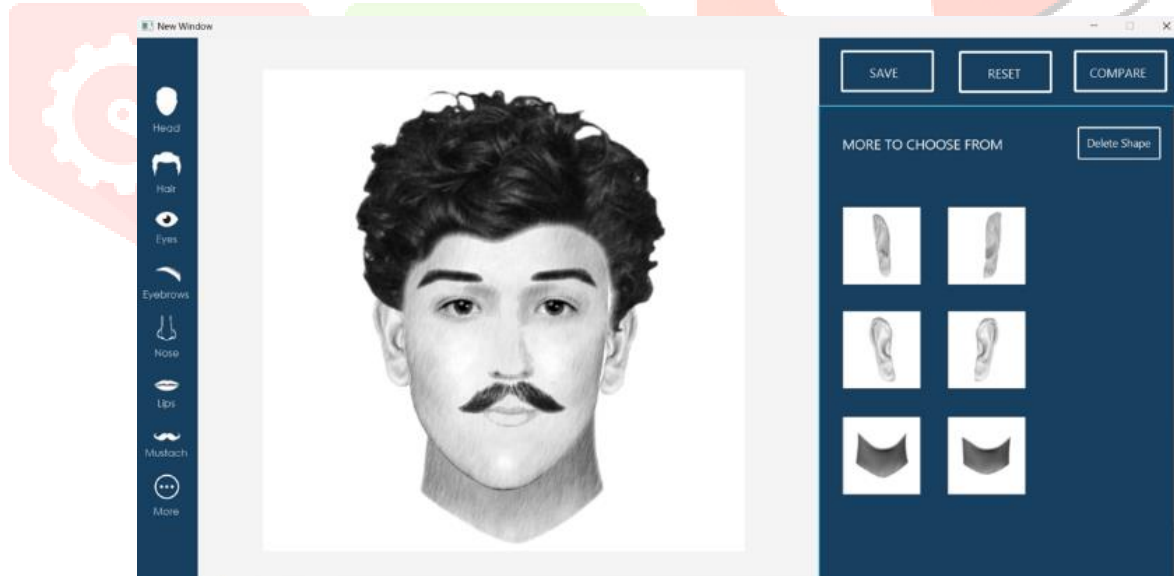 New Window
Head
Hair
Eyes
Eyebrows
Nose
Lips
Mustach
More
SAVE
RESET
COMPARE
MORE TO CHOOSE FROM
Delete Shape